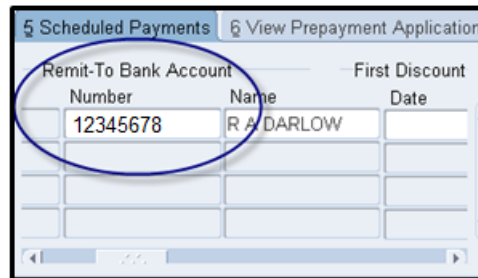 5 Scheduled Payments 6 View Prepayment Application
Remit-To Bank Account First Discount
Number Name Date
12345678 R A DARLOW